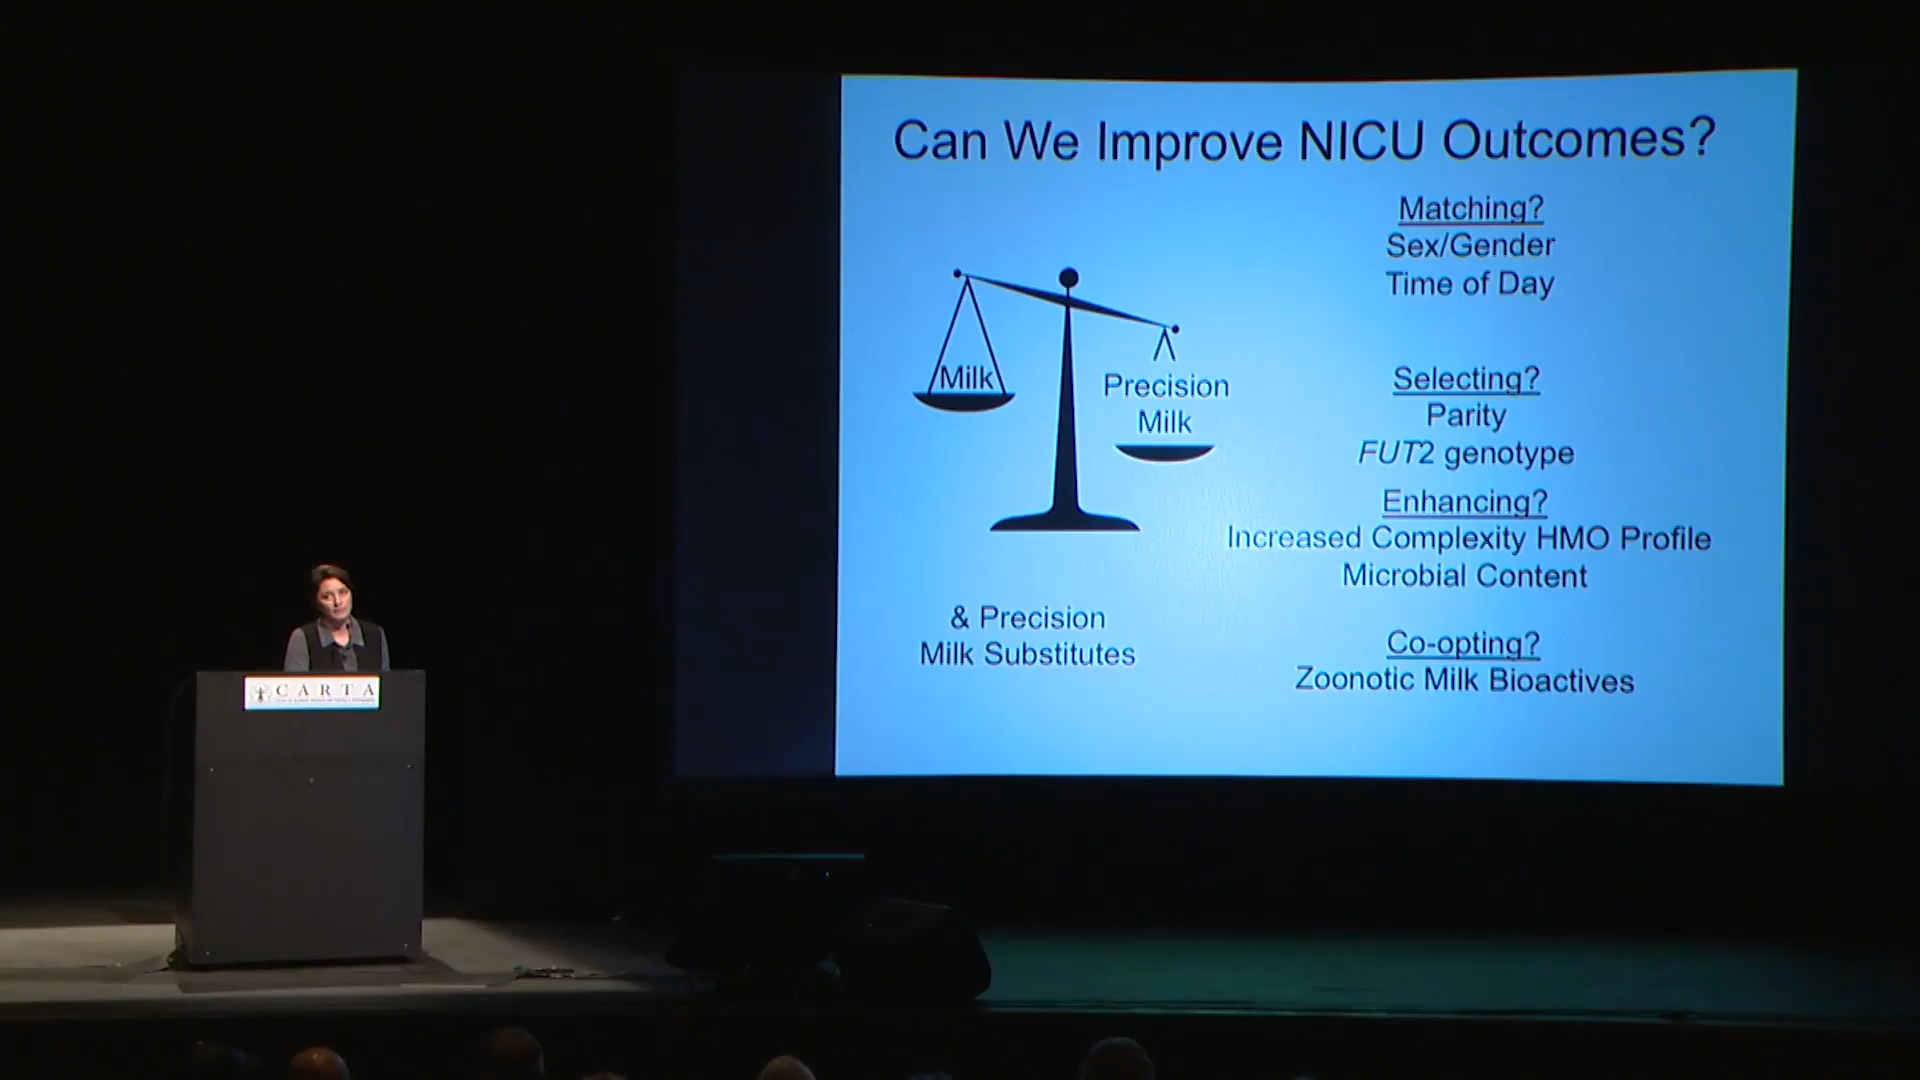 Can We Improve NICU Outcomes?
Matching?
Sex/Gender
Time of Day
Milk
Precision
Milk
Selecting?
Parity
FUT2 genotype
Enhancing?
Increased Complexity HMO Profile
Microbial Content
& Precision
Milk Substitutes
Co-opting?
Zoonotic Milk Bioactives
CARTA